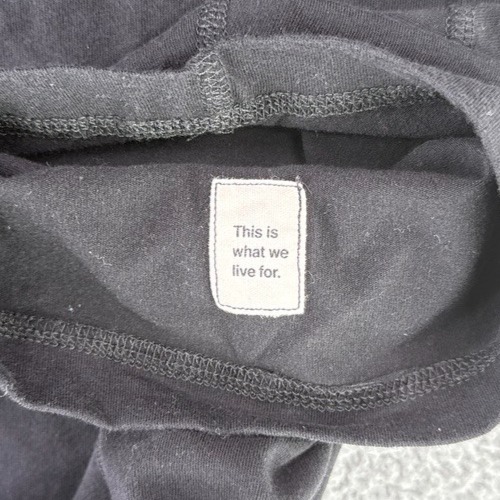 This is
what we
live for.